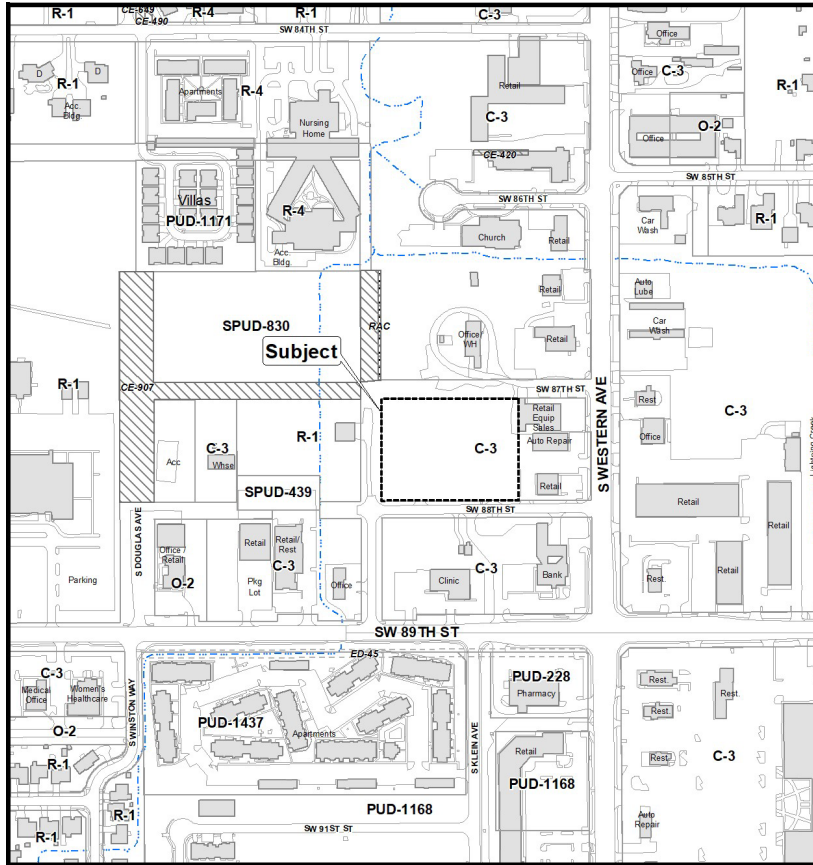 R-1
CE-649
CE-490
R-4
R-1
C-3
SW 84TH ST
Office
D
D
R-1
Acc.
Bldg
Apartments
R-4
Retail
Office
C-3
R-1
Nursing
Home
C-3
Office
O-2
CE-420
SW 85TH ST
Villas
PUD-1171
R-4
SW 86TH ST
Church
Retail
Car
Wash
R-1
Acc.
Bldg.
Retail
Auto
Lube
SPUD-830
RAC
Office/
WH
Retail
Car
Wash
Subject
CE-907
R-1
SW 87TH ST
S WESTERN AVE
Rest
C-3
Retail
Equip
Sales
Office
R-1
C-3
Auto Repair
C-3
Acc
Whse
Retail
Retail
Retail
SPUD-439
SW 88TH ST
S DOUGLAS AVE
Office /
Retail
Retail
Retail/
Rest
C-3
C-3
Retail
Rest.
Parking
O-2
Pkg
Lot
Office
Clinic
Bank
SW 89TH ST
ED-45
C-3
Medical
Office
Women's
Healthcare
S WINSTON WAY
PUD-228
Pharmacy
Rest.
Rest.
Rest.
O-2
PUD-1437
Apartments
S KLEIN AVE
Retail
Rest.
C-3
R-1
PUD-1168
PUD-1168
R-1
R-1
SW 91ST ST
Auto
Repair